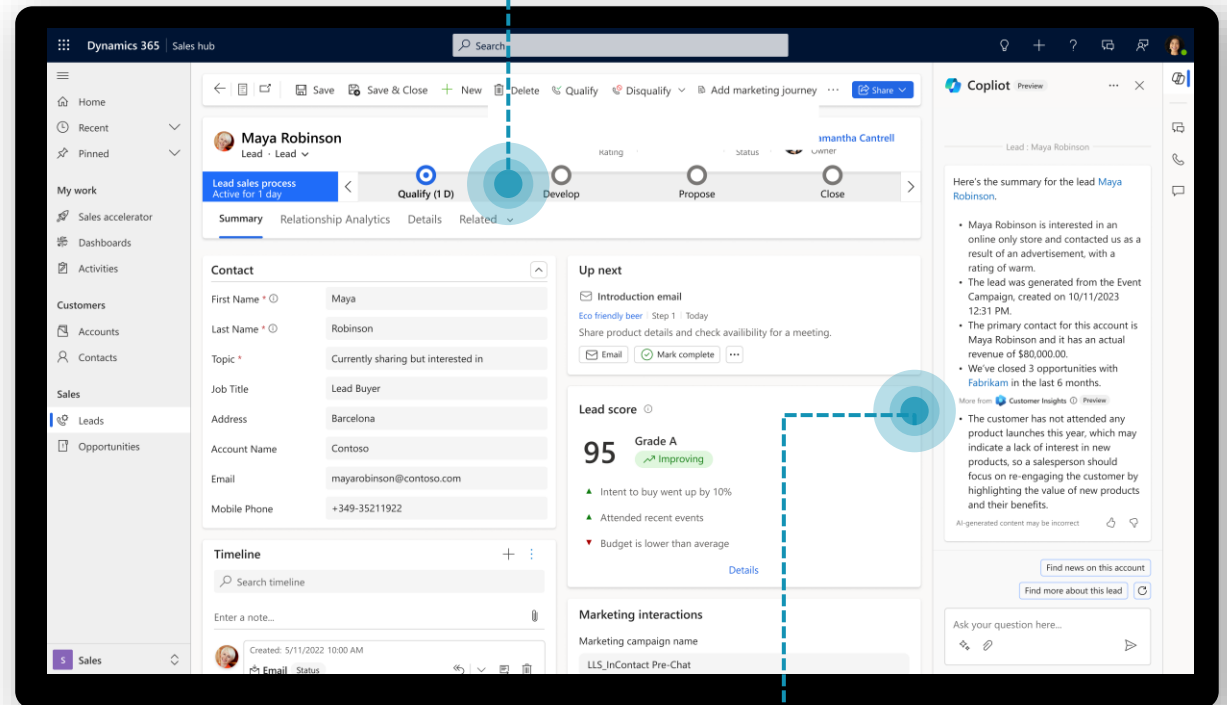 Dynamics 365 Sales hub
Search
Home
Recent
Pinned
My work
Sales accelerator
Dashboards
Activities
Customers
Accounts
Contacts
Sales
Leads
Opportunities
S Sales
Save Save & Close New Delete Qualify Disqualify Add marketing journey ... Share
Maya Robinson
Lead · Lead
Rating Status Owner
amantha Cantrell
Lead sales process
Active for 1 day
Qualify (1 D) Develop Propose Close
Summary Relationship Analytics Details Related
Contact
First Name * Maya
Last Name * Robinson
Topic * Currently sharing but interested in
Job Title Lead Buyer
Address Barcelona
Account Name Contoso
Email mayarobinson@contoso.com
Mobile Phone +349-35211922
Timeline
Search timeline
Enter a note...
Created: 5/11/2022 10:00 AM
Email Status
Up next
Introduction email
Eco friendly beer Step 1 Today
Share product details and check availibility for a meeting.
Email Mark complete ...
Lead score
95 Grade A
Improving
Intent to buy went up by 10%
Attended recent events
Budget is lower than average
Details
Marketing interactions
Marketing campaign name
LLS_InContact Pre-Chat
Copliot Preview ...
Lead : Maya Robinson
Here's the summary for the lead Maya
Robinson.
• Maya Robinson is interested in an
online only store and contacted us as a
result of an advertisement, with a
rating of warm.
• The lead was generated from the Event
Campaign, created on 10/11/2023
12:31 PM.
• The primary contact for this account is
Maya Robinson and it has an actual
revenue of $80,000.00.
• We've closed 3 opportunities with
Fabrikam in the last 6 months.
More from Customer Insights Preview
• The customer has not attended any
product launches this year, which may
indicate a lack of interest in new
products, so a salesperson should
focus on re-engaging the customer by
highlighting the value of new products
and their benefits.
AI-generated content may be incorrect
Find news on this account
Find more about this lead
Ask your question here...